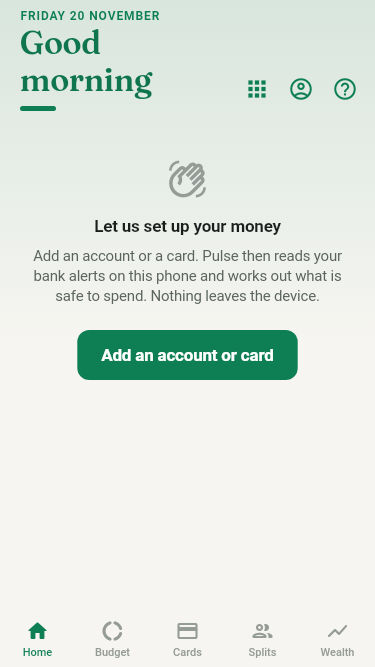 FRIDAY 20 NOVEMBER
Good
morning
Let us set up your money
Add an account or a card. Pulse then reads your
bank alerts on this phone and works out what is
safe to spend. Nothing leaves the device.
Add an account or card
Home Budget Cards Splits Wealth